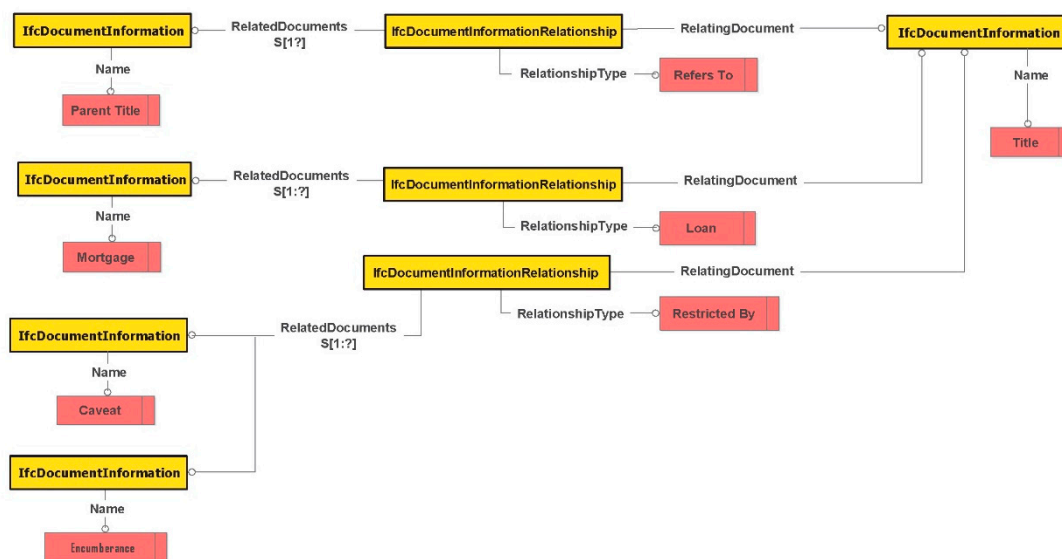 IfcDocumentInformation
RelatedDocuments
S[1?]
IfcDocumentInformationRelationship
RelatingDocument
IfcDocumentInformation
Name
RelationshipType
Refers To
Name
Parent Title
Title
IfcDocumentInformation
RelatedDocuments
S[1:?]
IfcDocumentInformationRelationship
RelatingDocument
Name
RelationshipType
Loan
Mortgage
IfcDocumentInformationRelationship
RelatingDocument
RelationshipType
Restricted By
IfcDocumentInformation
RelatedDocuments
S[1:?]
Name
Caveat
IfcDocumentInformation
Name
Encumberance